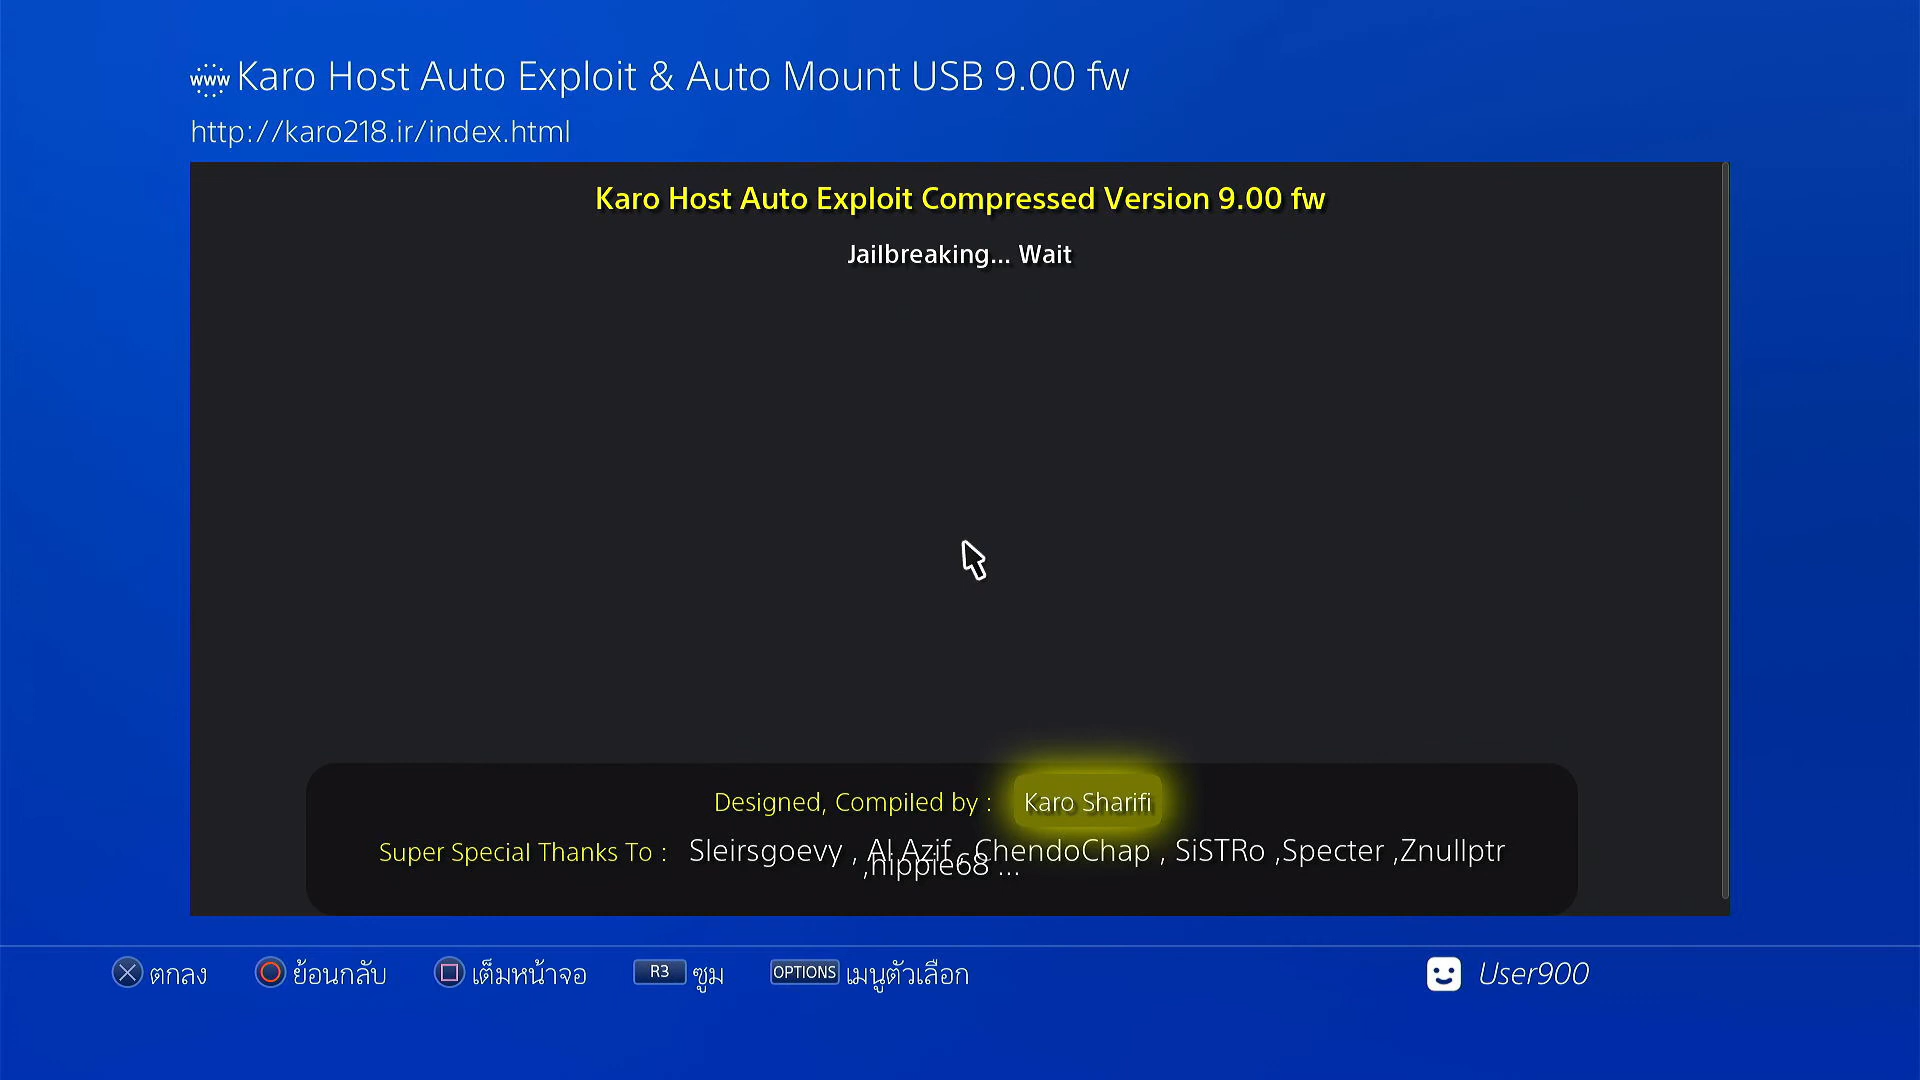 www Karo Host Auto Exploit & Auto Mount USB 9.00 fw
http://karo218.ir/index.html
Karo Host Auto Exploit Compressed Version 9.00 fw
Jailbreaking... Wait
Designed, Compiled by : Karo Sharifi
Super Special Thanks To : Sleirsgoevy , Al Azif , ChendoChap , SiSTRo ,Specter ,Znullptr
,hippie68 ...
ตกลง ย้อนกลับ เต็มหน้าจอ R3 ซูม OPTIONS เมนูตัวเลือก User900